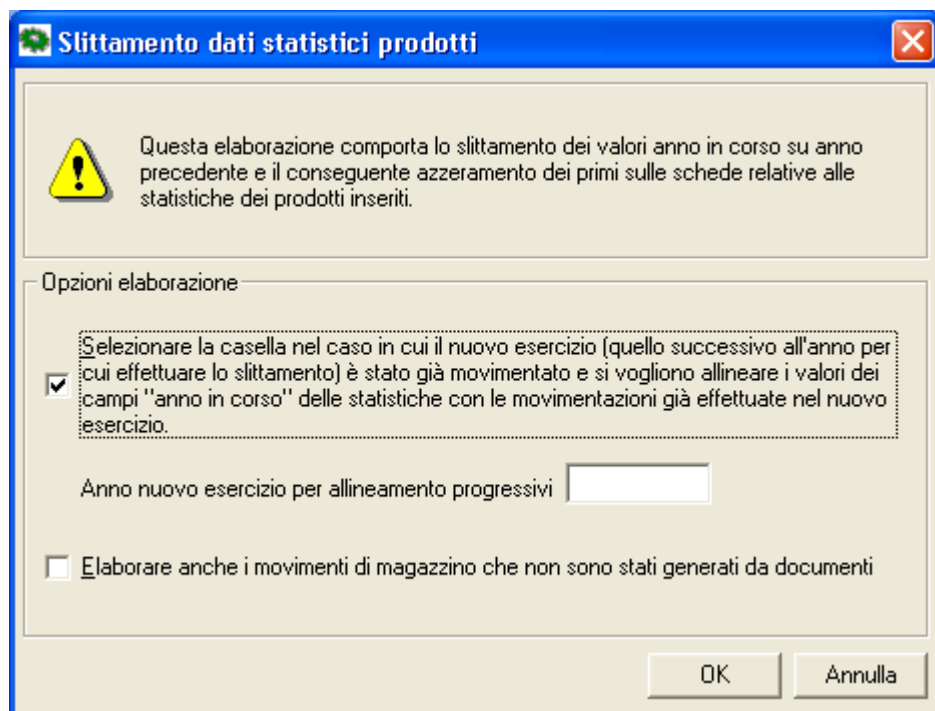 Slittamento dati statistici prodotti
Questa elaborazione comporta lo slittamento dei valori anno in corso su anno
precedente e il conseguente azzeramento dei primi sulle schede relative alle
statistiche dei prodotti inseriti.
Opzioni elaborazione
Selezionare la casella nel caso in cui il nuovo esercizio (quello successivo all'anno per
cui effettuare lo slittamento) è stato già movimentato e si vogliono allineare i valori dei
campi "anno in corso" delle statistiche con le movimentazioni già effettuate nel nuovo
esercizio.
Anno nuovo esercizio per allineamento progressivi
Elaborare anche i movimenti di magazzino che non sono stati generati da documenti
OK
Annulla